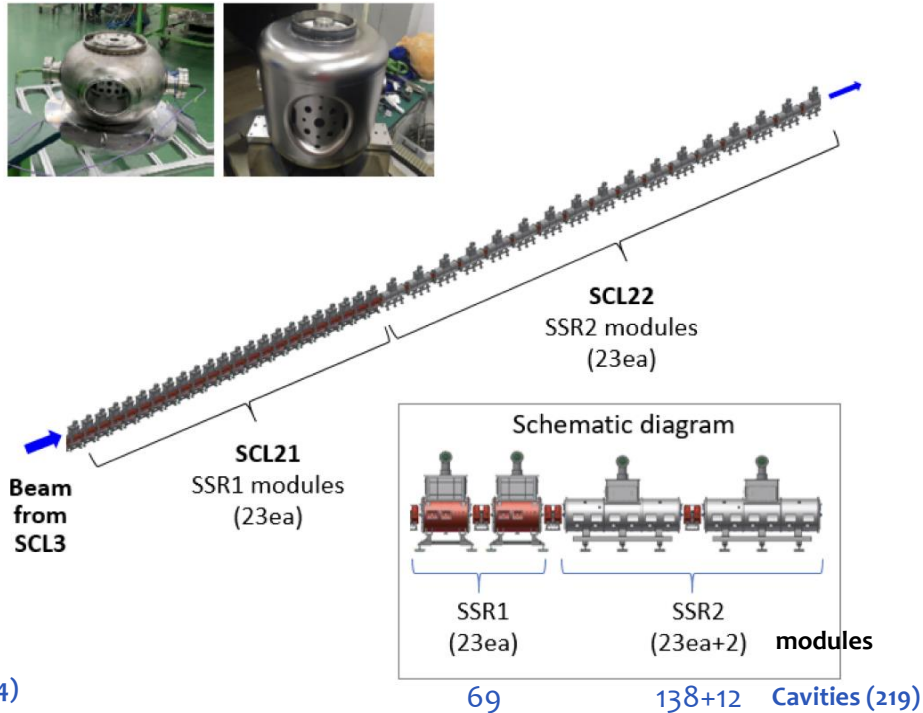 SCL22
SSR2 modules
(23ea)
SCL21
SSR1 modules
(23ea)
Beam
from
SCL3
Schematic diagram
SSR1
(23ea)
SSR2
(23ea+2)
modules
4)
69
138+12
Cavities (219)